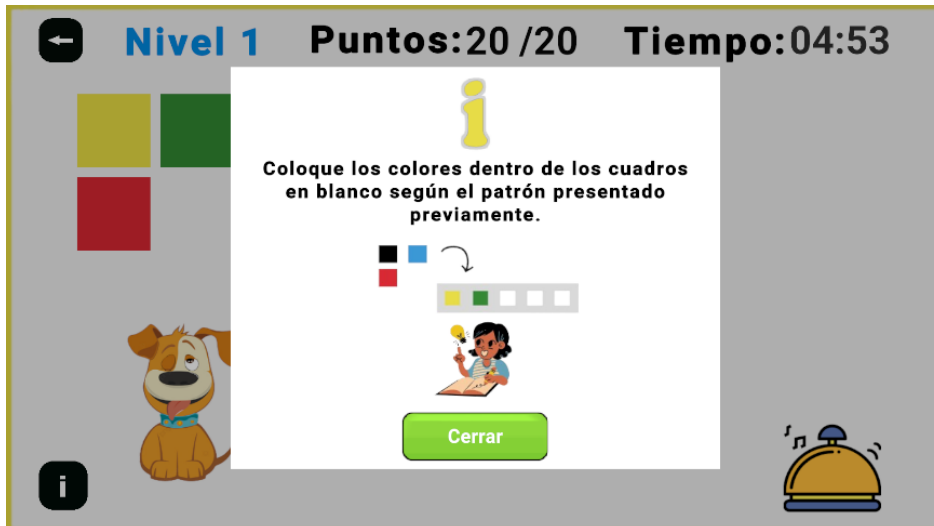 Nivel 1 Puntos:20 /20 Tiempo:04:53
i
Coloque los colores dentro de los cuadros
en blanco según el patrón presentado
previamente.
Cerrar
i